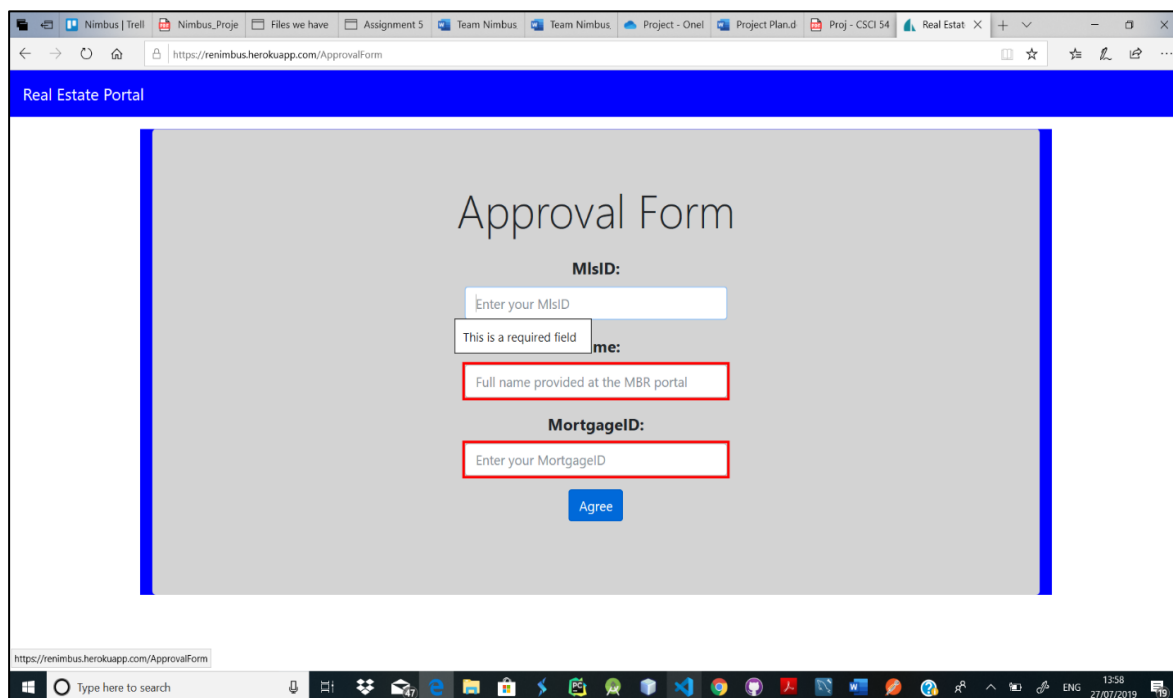 Nimbus | Trell
Nimbus_Proje
Files we have
Assignment 5
Team Nimbus
Team Nimbus
Project - Onel
Project Plan.d
Proj - CSCI 54
Real Estat
https://renimbus.herokuapp.com/ApprovalForm
Real Estate Portal
Approval Form
MlsID:
Enter your MlsID
This is a required field
me:
Full name provided at the MBR portal
MortgageID:
Enter your MortgageID
Agree
https://renimbus.herokuapp.com/ApprovalForm
Type here to search
47
PC
ENG
13:58
27/07/2019
19